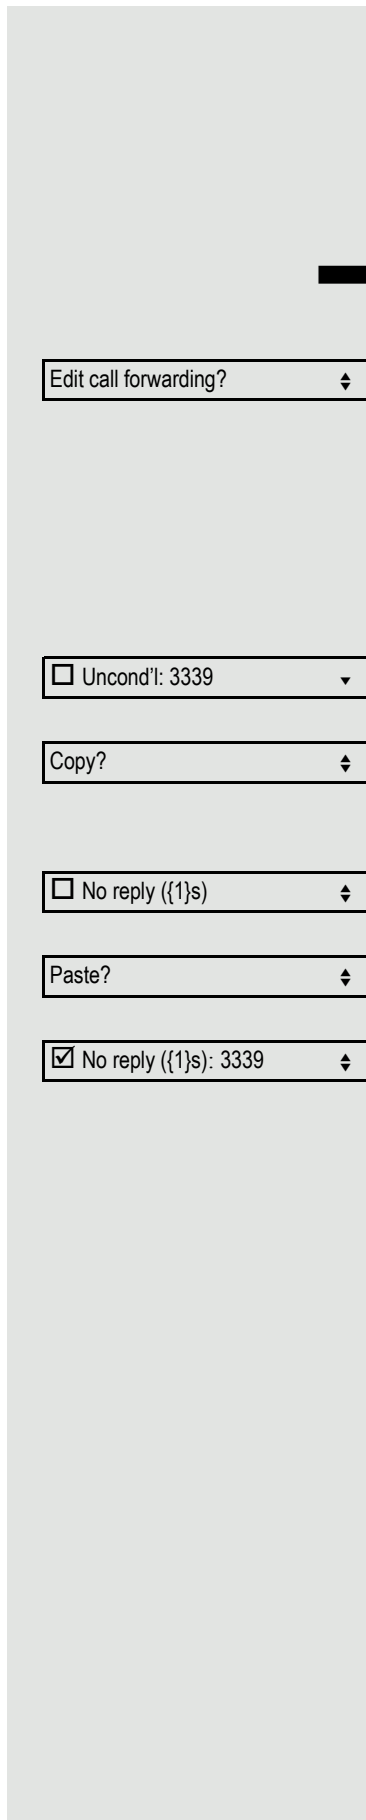 Edit call forwarding?
Uncond'l: 3339
Copy?
No reply ({1}s)
Paste?
No reply ({1}s): 3339